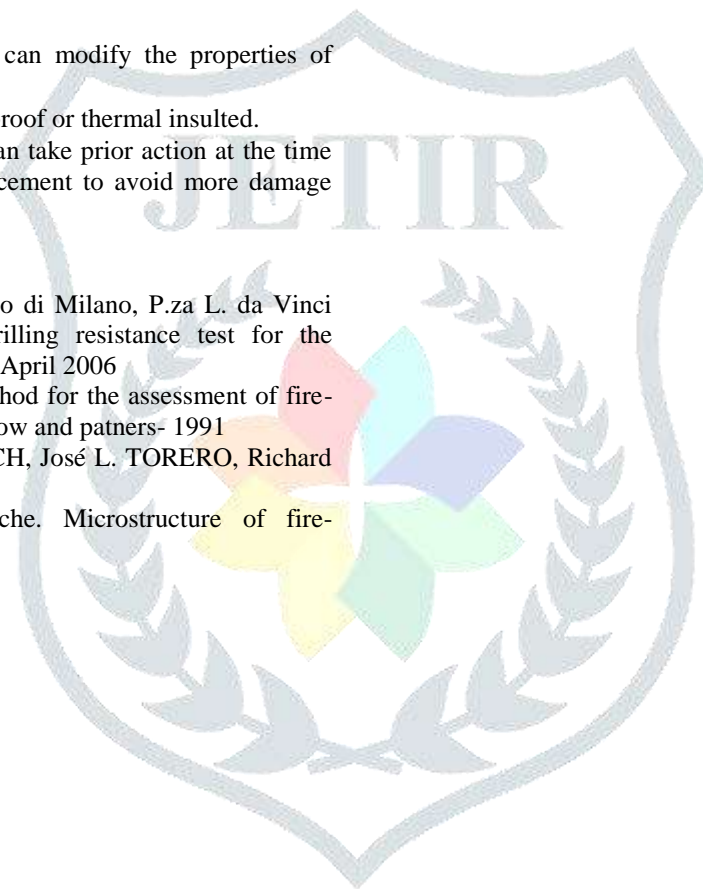 can modify the properties of
roof or thermal insulted.
an take prior action at the time
cement to avoid more damage
JETIR
o di Milano, P.za L. da Vinci
rilling resistance test for the
April 2006
hod for the assessment of fire-
ow and patners- 1991
CH, José L. TORERO, Richard
che. Microstructure of fire-